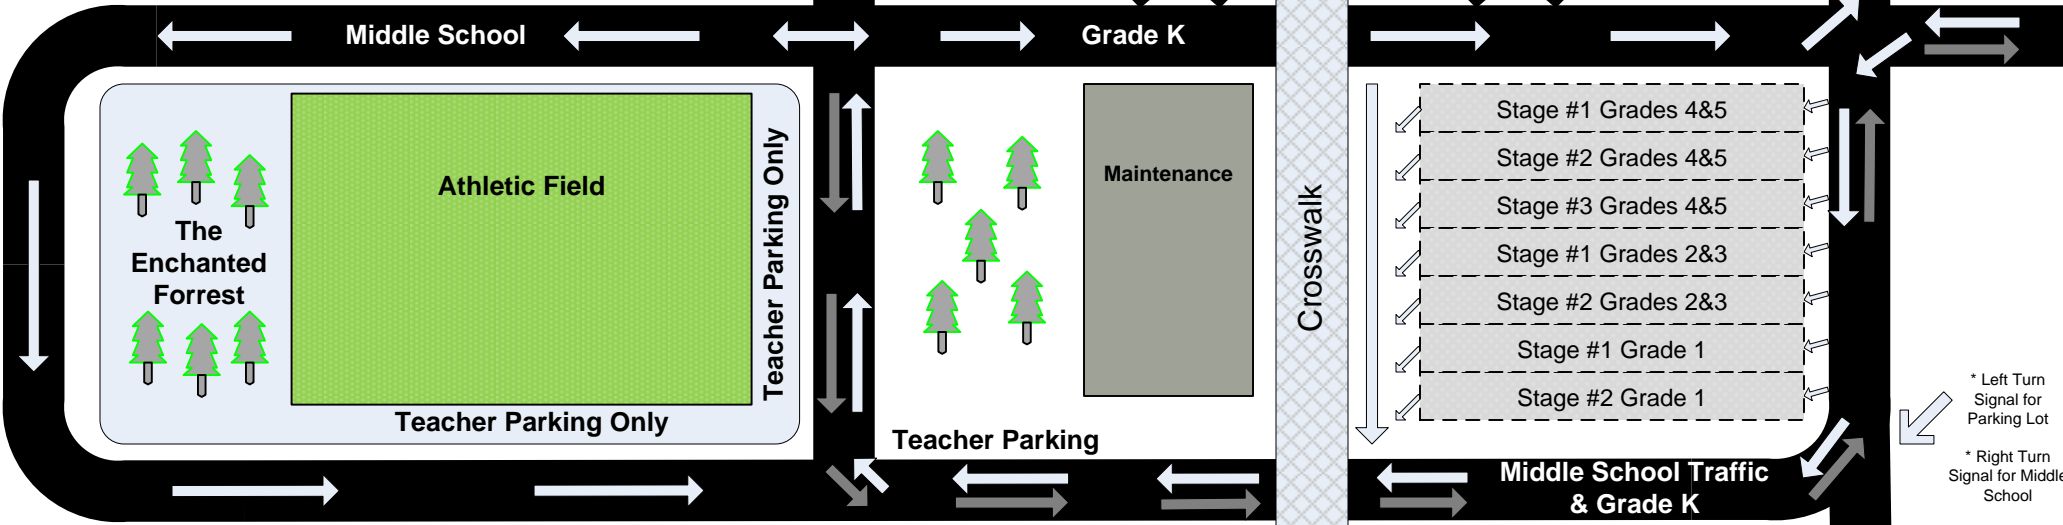 Middle School
Grade K
Athletic Field
The
Enchanted
Forrest
Teacher Parking Only
Teacher Parking Only
Maintenance
Teacher Parking
Crosswalk
Stage #1 Grades 4&5
Stage #2 Grades 4&5
Stage #3 Grades 4&5
Stage #1 Grades 2&3
Stage #2 Grades 2&3
Stage #1 Grade 1
Stage #2 Grade 1
Middle School Traffic
& Grade K
* Left Turn
Signal for
Parking Lot
* Right Turn
Signal for Middle
School